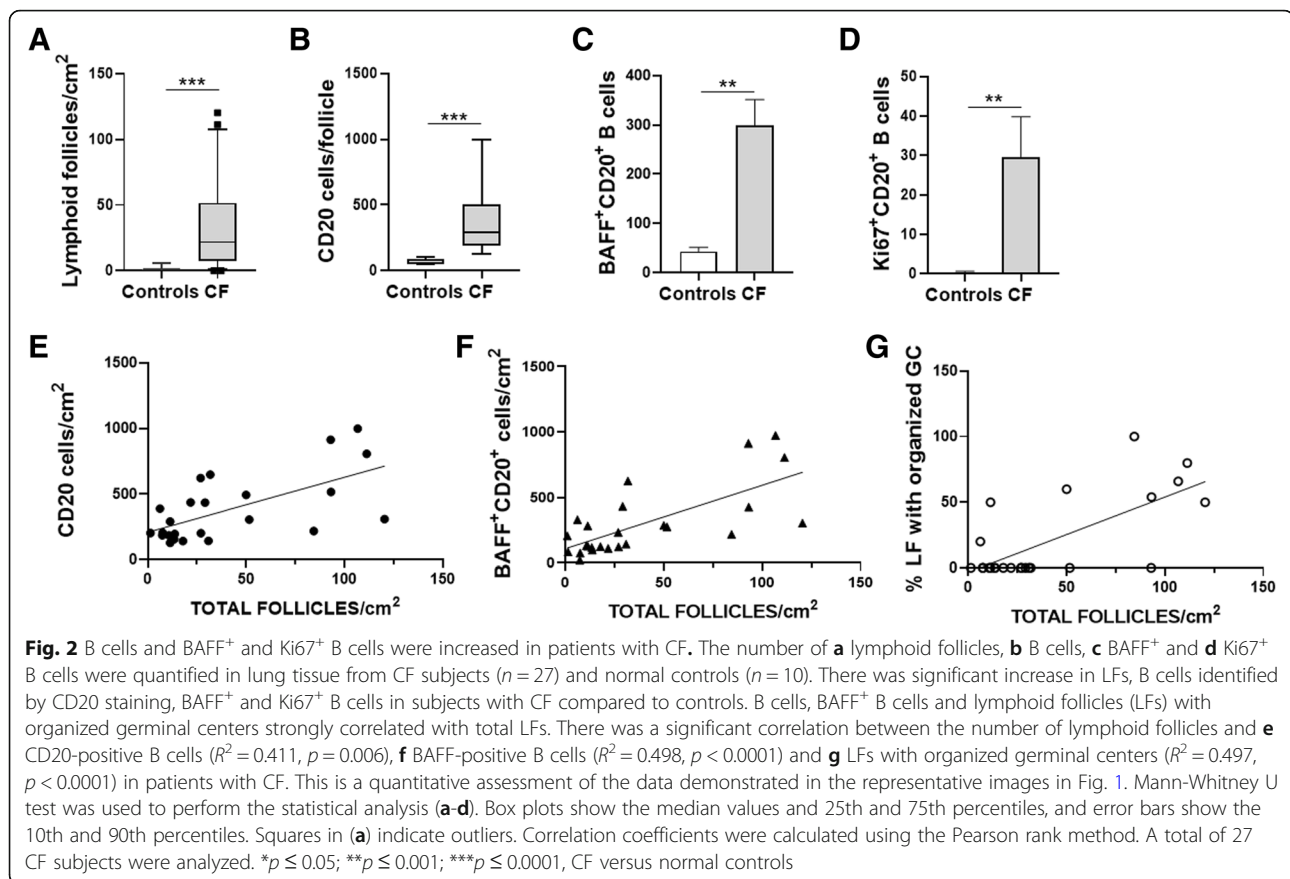 A
Lymphoid follicles/cm²
150
100
50
0
***
Controls CF
B
CD20 cells/follicle
1500
1000
500
0
***
Controls CF
C
BAFF⁺CD20⁺ B cells
400
300
200
100
0
**
Controls CF
D
Ki67⁺CD20⁺ B cells
50
40
30
20
10
0
**
Controls CF
E
CD20 cells/cm²
1500
1000
500
0
0 50 100 150
TOTAL FOLLICLES/cm²
F
BAFF⁺CD20⁺ cells/cm²
1500
1000
500
0
0 50 100 150
TOTAL FOLLICLES/cm²
G
% LF with organized GC
150
100
50
0
0 50 100 150
TOTAL FOLLICLES/cm²
Fig. 2 B cells and BAFF⁺ and Ki67⁺ B cells were increased in patients with CF. The number of a lymphoid follicles, b B cells, c BAFF⁺ and d Ki67⁺
B cells were quantified in lung tissue from CF subjects (n = 27) and normal controls (n = 10). There was significant increase in LFs, B cells identified
by CD20 staining, BAFF⁺ and Ki67⁺ B cells in subjects with CF compared to controls. B cells, BAFF⁺ B cells and lymphoid follicles (LFs) with
organized germinal centers strongly correlated with total LFs. There was a significant correlation between the number of lymphoid follicles and e
CD20-positive B cells (R² = 0.411, p = 0.006), f BAFF-positive B cells (R² = 0.498, p < 0.0001) and g LFs with organized germinal centers (R² = 0.497,
p < 0.0001) in patients with CF. This is a quantitative assessment of the data demonstrated in the representative images in Fig. 1. Mann-Whitney U
test was used to perform the statistical analysis (a-d). Box plots show the median values and 25th and 75th percentiles, and error bars show the
10th and 90th percentiles. Squares in (a) indicate outliers. Correlation coefficients were calculated using the Pearson rank method. A total of 27
CF subjects were analyzed. *p ≤ 0.05; **p ≤ 0.001; ***p ≤ 0.0001, CF versus normal controls